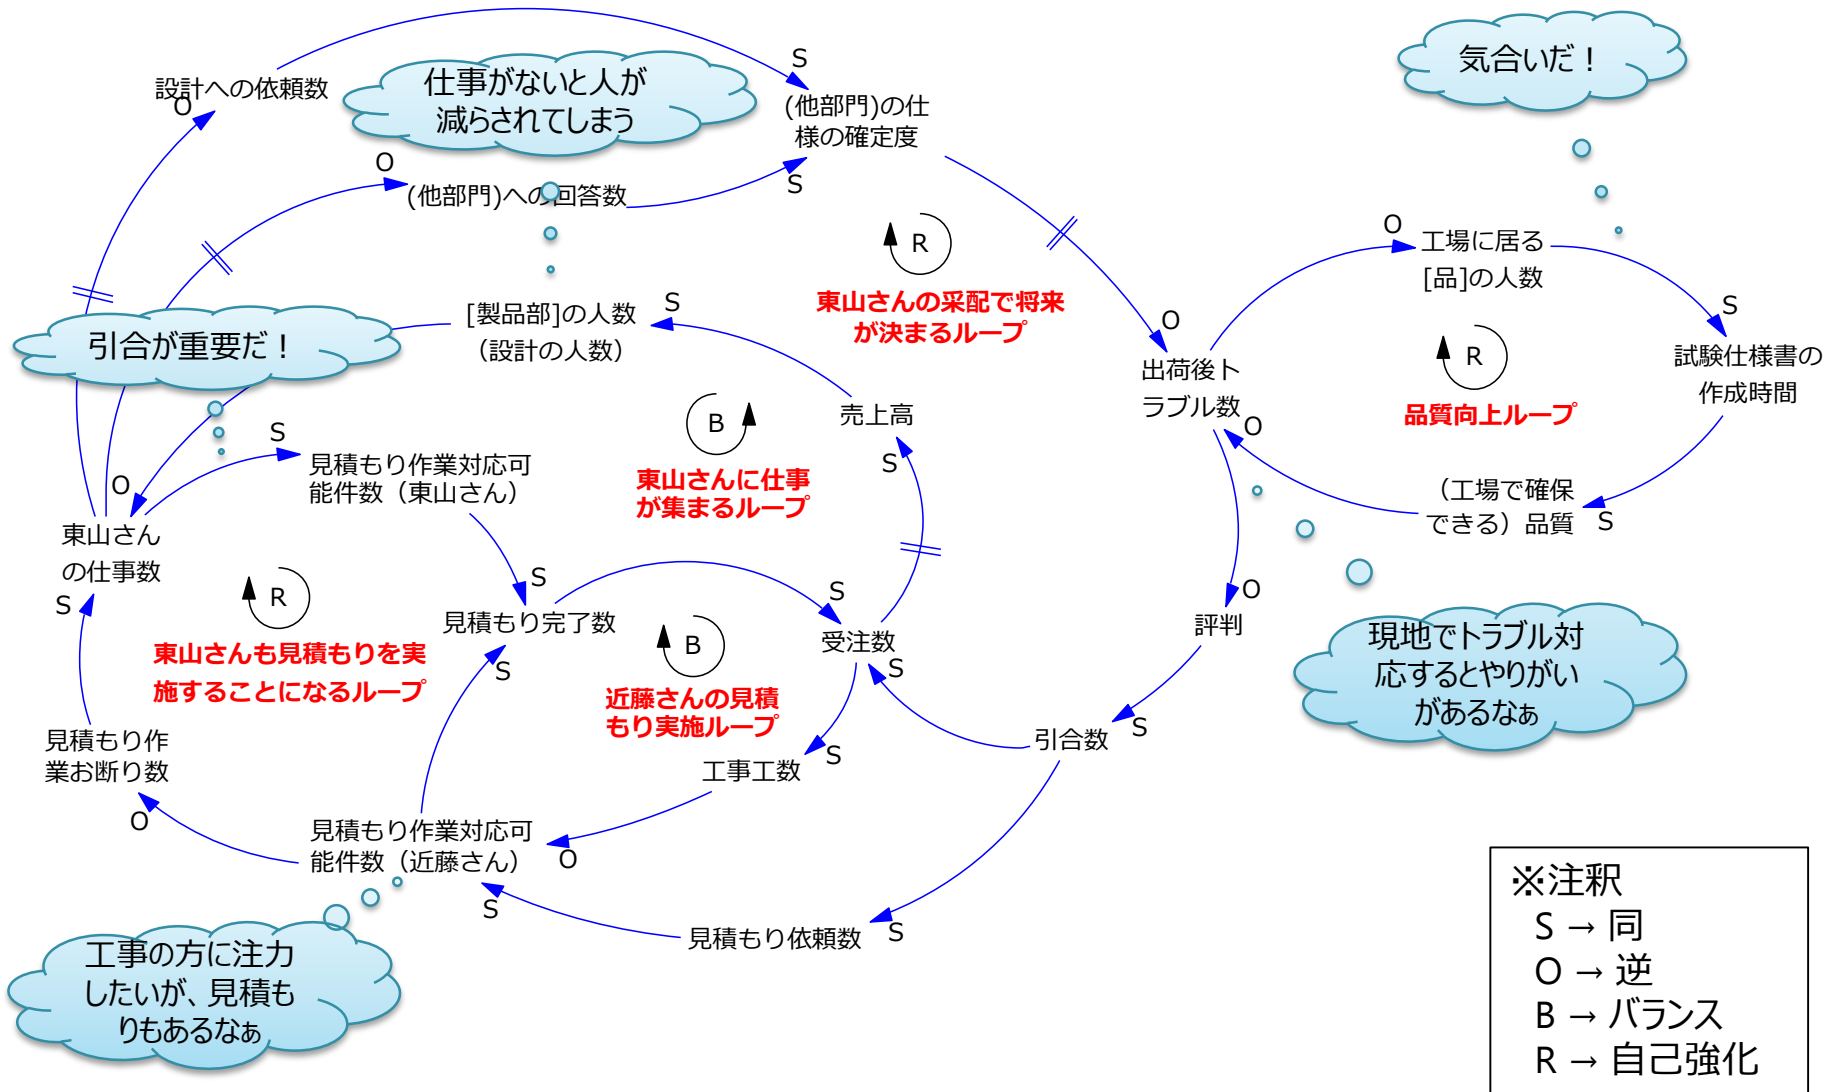 設計への依頼数
O
S
仕事がないと人が
減らされてしまう
(他部門)の仕
様の確定度
気合いだ！
O
(他部門)への回答数
S
R
東山さんの采配で将来
が決まるループ
O
工場に居る
[品]の人数
S
O
引合が重要だ！
[製品部]の人数
（設計の人数）
S
出荷後ト
ラブル数
R
品質向上ループ
試験仕様書の
作成時間
売上高
B
東山さんに仕事
が集まるループ
S
O
（工場で確保
できる）品質
S
S
見積もり作業対応可
能件数（東山さん）
O
東山さん
の仕事数
S
R
東山さんも見積もりを実
施することになるループ
S
見積もり完了数
S
S
受注数
S
B
近藤さんの見積
もり実施ループ
O
評判
現地でトラブル対
応するとやりがい
があるなぁ
S
引合数
S
工事工数
見積もり作
業お断り数
O
見積もり作業対応可
能件数（近藤さん）
O
S
見積もり依頼数
S
工事の方に注力
したいが、見積も
りもあるなぁ
※注釈
S → 同
O → 逆
B → バランス
R → 自己強化